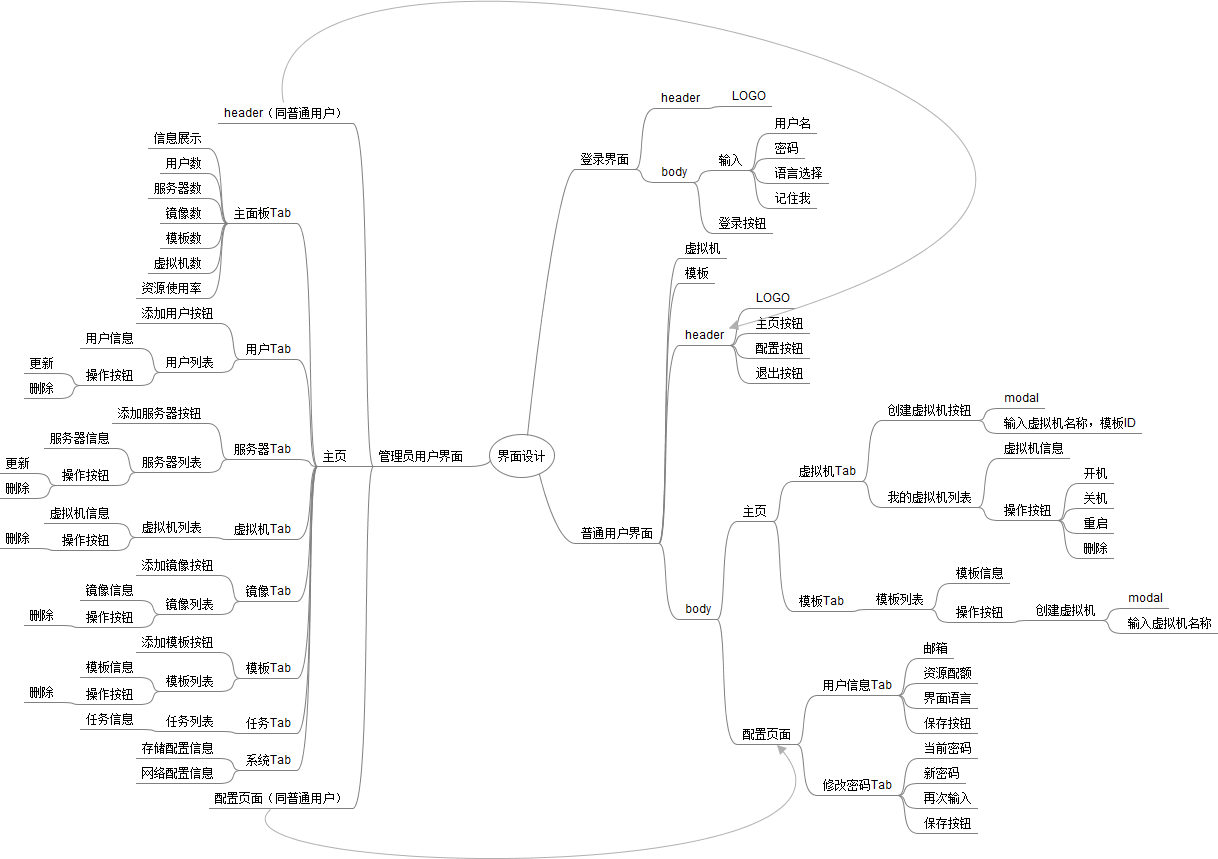 界面设计
登录界面
header
LOGO
body
输入
用户名
密码
语言选择
记住我
登录按钮
普通用户界面
虚拟机
模板
header
LOGO
主页按钮
配置按钮
退出按钮
body
主页
虚拟机Tab
创建虚拟机按钮
modal
输入虚拟机名称，模板ID
我的虚拟机列表
虚拟机信息
操作按钮
开机
关机
重启
删除
模板Tab
模板列表
模板信息
操作按钮
创建虚拟机
modal
输入虚拟机名称
配置页面
用户信息Tab
邮箱
资源配额
界面语言
保存按钮
修改密码Tab
当前密码
新密码
再次输入
保存按钮
管理员用户界面
header（同普通用户）
主页
主面板Tab
信息展示
用户数
服务器数
镜像数
模板数
虚拟机数
资源使用率
用户Tab
添加用户按钮
用户列表
用户信息
操作按钮
更新
删除
服务器Tab
添加服务器按钮
服务器列表
服务器信息
操作按钮
更新
删除
虚拟机Tab
虚拟机列表
虚拟机信息
操作按钮
删除
镜像Tab
添加镜像按钮
镜像列表
镜像信息
操作按钮
删除
模板Tab
添加模板按钮
模板列表
模板信息
操作按钮
删除
任务Tab
任务列表
任务信息
系统Tab
存储配置信息
网络配置信息
配置页面（同普通用户）